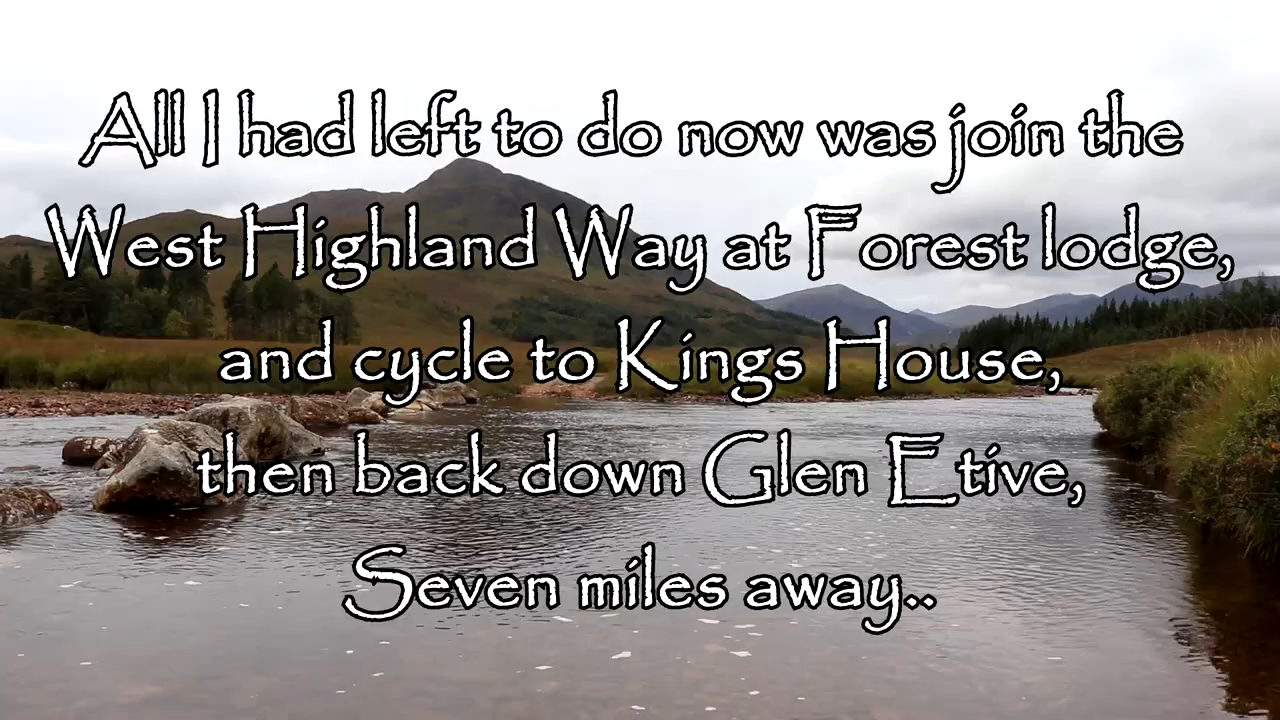 All I had left to do now was join the
West Highland Way at Forest lodge,
and cycle to Kings House,
then back down Glen Etive,
Seven miles away..